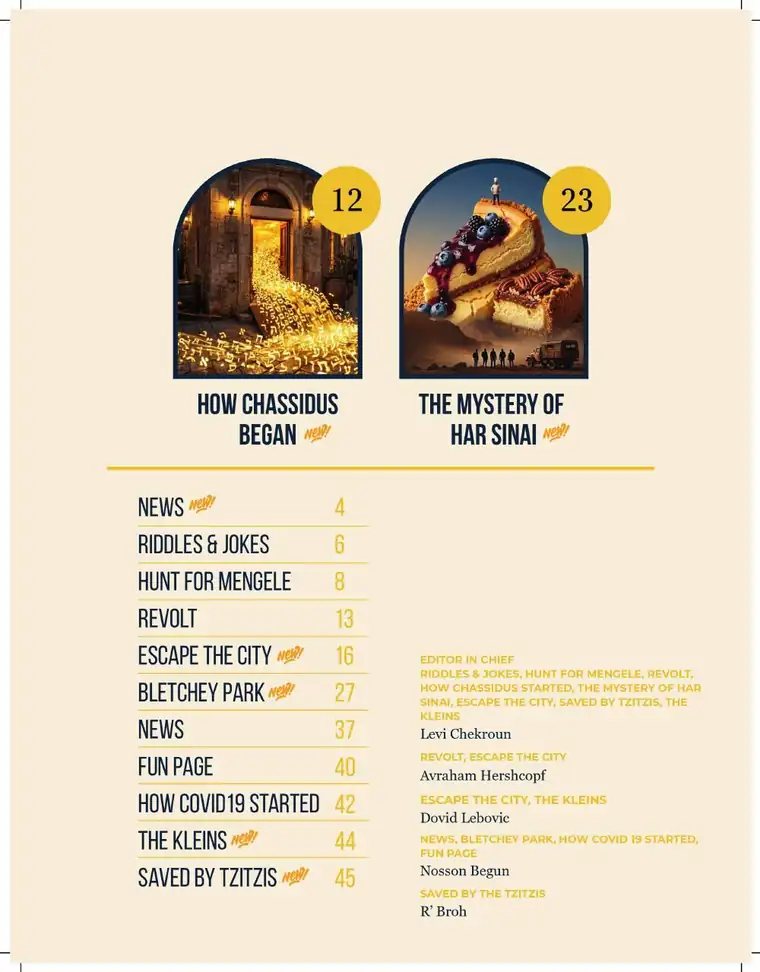 12
23
HOW CHASSIDUS
BEGAN NEW!
THE MYSTERY OF
HAR SINAI NEW!
NEWS NEW! 4
RIDDLES & JOKES 6
HUNT FOR MENGELE 8
REVOLT 13
ESCAPE THE CITY NEW! 16
BLETCHEY PARK NEW! 27
NEWS 37
FUN PAGE 40
HOW COVID19 STARTED 42
THE KLEINS NEW! 44
SAVED BY TZITZIS NEW! 45
EDITOR IN CHIEF
RIDDLES & JOKES, HUNT FOR MENGELE, REVOLT,
HOW CHASSIDUS STARTED, THE MYSTERY OF HAR
SINAI, ESCAPE THE CITY, SAVED BY TZITZIS, THE
KLEINS
Levi Chekroun
REVOLT, ESCAPE THE CITY
Avraham Hershcopf
ESCAPE THE CITY, THE KLEINS
Dovid Lebovic
NEWS, BLETCHEY PARK, HOW COVID 19 STARTED,
FUN PAGE
Nosson Begun
SAVED BY THE TZITZIS
R' Broh